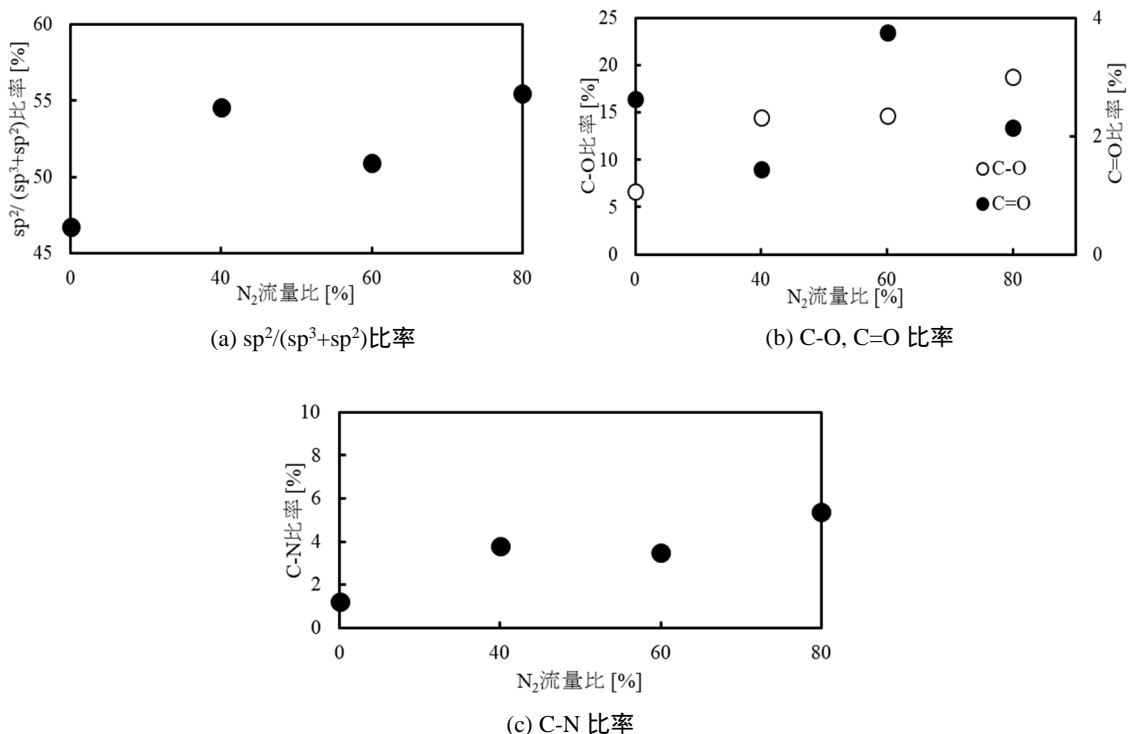 60
55
50
45
sp²/ (sp³+sp²)比率 [%]
0 40 60 80
N₂流量比 [%]
(a) sp²/(sp³+sp²)比率
25
20
15
10
5
0
C-O比率 [%]
4
2
0
C=O比率 [%]
C-O
C=O
0 40 60 80
N₂流量比 [%]
(b) C-O, C=O 比率
10
8
6
4
2
0
C-N比率 [%]
0 40 60 80
N₂流量比 [%]
(c) C-N 比率